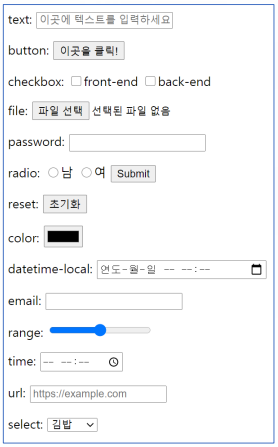 text: 이곳에 텍스트를 입력하세요
button: 이곳을 클릭!
checkbox: front-end back-end
file: 파일 선택 선택된 파일 없음
password:
radio: 남 여 Submit
reset: 초기화
color:
datetime-local: 연도-월-일 -- --:--
email:
range:
time: -- --:--
url: https://example.com
select: 김밥